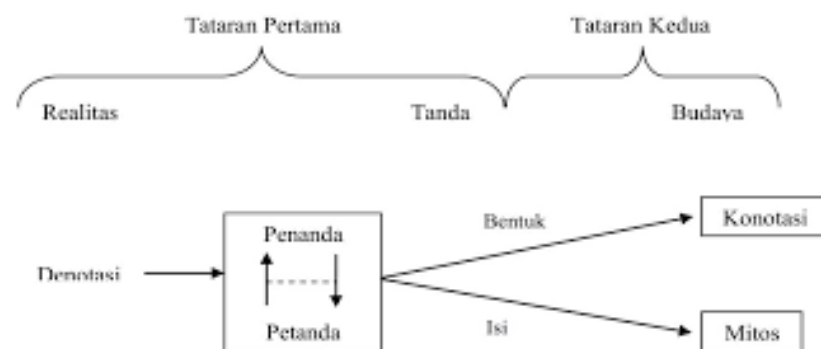 Tataran Pertama Tataran Kedua
Realitas Tanda Budaya
Bentuk Konotasi
Penanda
Denotasi
Petanda Isi Mitos